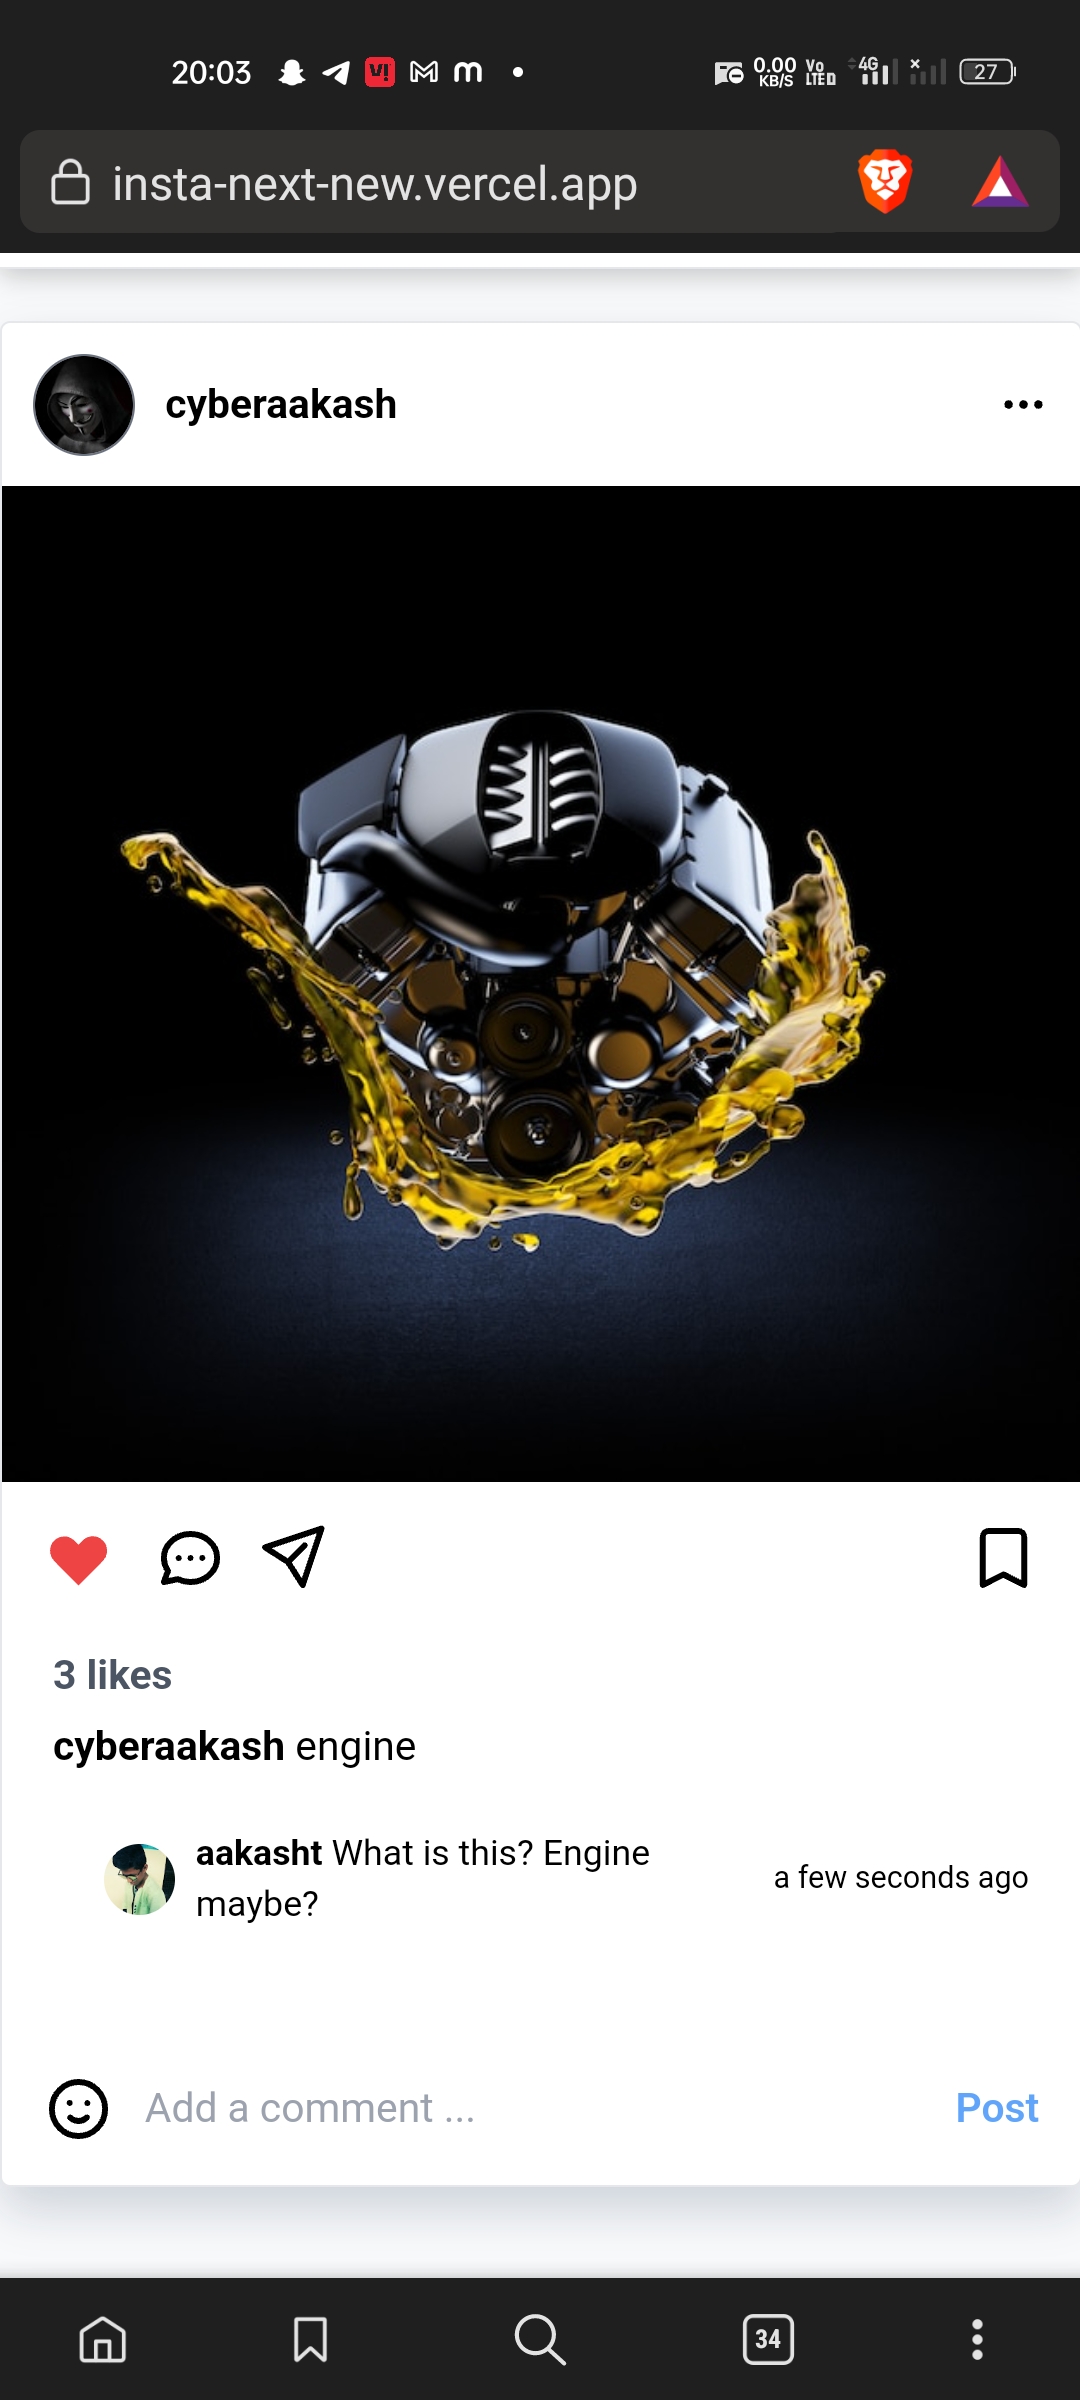 20:03 VI M m 0.00 KB/S Vo LTE D 4G x 27
insta-next-new.vercel.app
cyberaakash
3 likes
cyberaakash engine
aakasht What is this? Engine
maybe?
a few seconds ago
Add a comment ...
Post
34